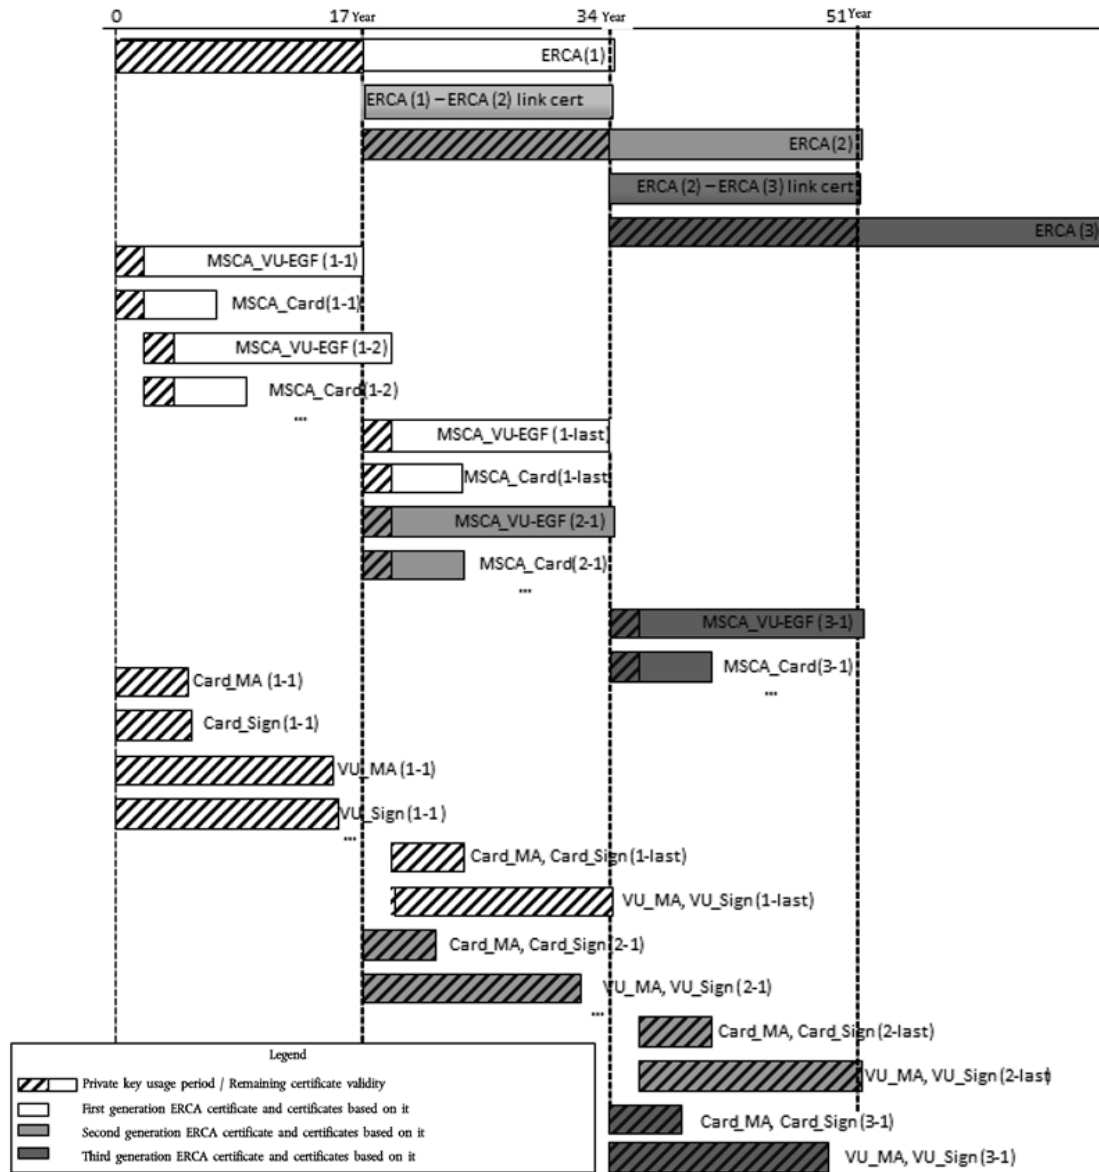 0 17 Year 34 Year 51 Year
ERCA (1)
ERCA (1) – ERCA (2) link cert
ERCA (2)
ERCA (2) – ERCA (3) link cert
ERCA (3)
MSCA_VU-EGF (1-1)
MSCA_Card(1-1)
MSCA_VU-EGF (1-2)
MSCA_Card(1-2)
...
MSCA_VU-EGF (1-last)
MSCA_Card(1-last
MSCA_VU-EGF (2-1)
MSCA_Card(2-1)
...
MSCA_VU-EGF (3-1)
MSCA_Card(3-1)
...
Card_MA (1-1)
Card_Sign (1-1)
VU_MA (1-1)
VU_Sign (1-1)
...
Card_MA, Card_Sign (1-last)
VU_MA, VU_Sign (1-last)
Card_MA, Card_Sign (2-1)
VU_MA, VU_Sign (2-1)
...
Card_MA, Card_Sign (2-last)
VU_MA, VU_Sign (2-last)
Card_MA, Card_Sign (3-1)
VU_MA, VU_Sign (3-1)
Legend
Private key usage period / Remaining certificate validity
First generation ERCA certificate and certificates based on it
Second generation ERCA certificate and certificates based on it
Third generation ERCA certificate and certificates based on it